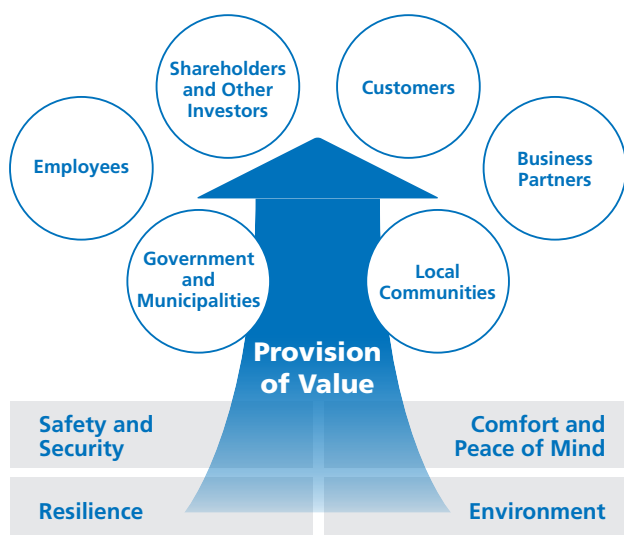 Shareholders
and Other
Investors
Customers
Employees
Business
Partners
Government
and
Municipalities
Local
Communities
Provision
of Value
Safety and
Security
Comfort and
Peace of Mind
Resilience
Environment